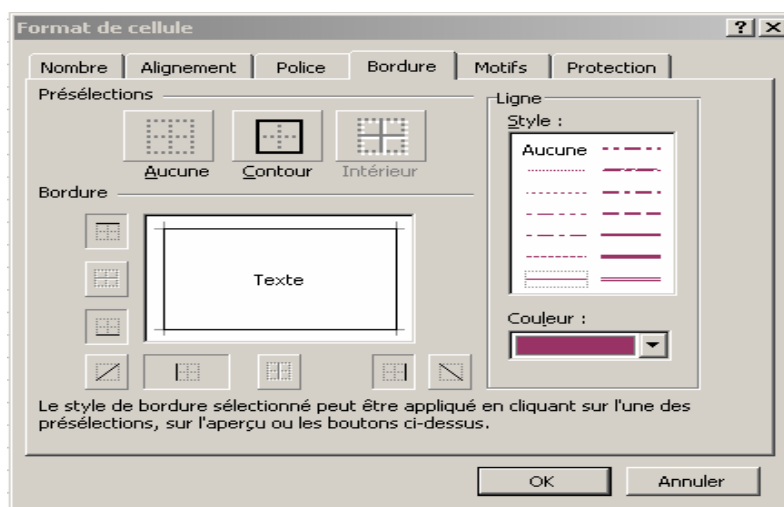 Format de cellule
Nombre Alignement Police Bordure Motifs Protection
Présélections
Aucune Contour Intérieur
Bordure
Texte
Ligne
Style :
Aucune
Couleur :
Le style de bordure sélectionné peut être appliqué en cliquant sur l'une des
présélections, sur l'aperçu ou les boutons ci-dessus.
OK Annuler